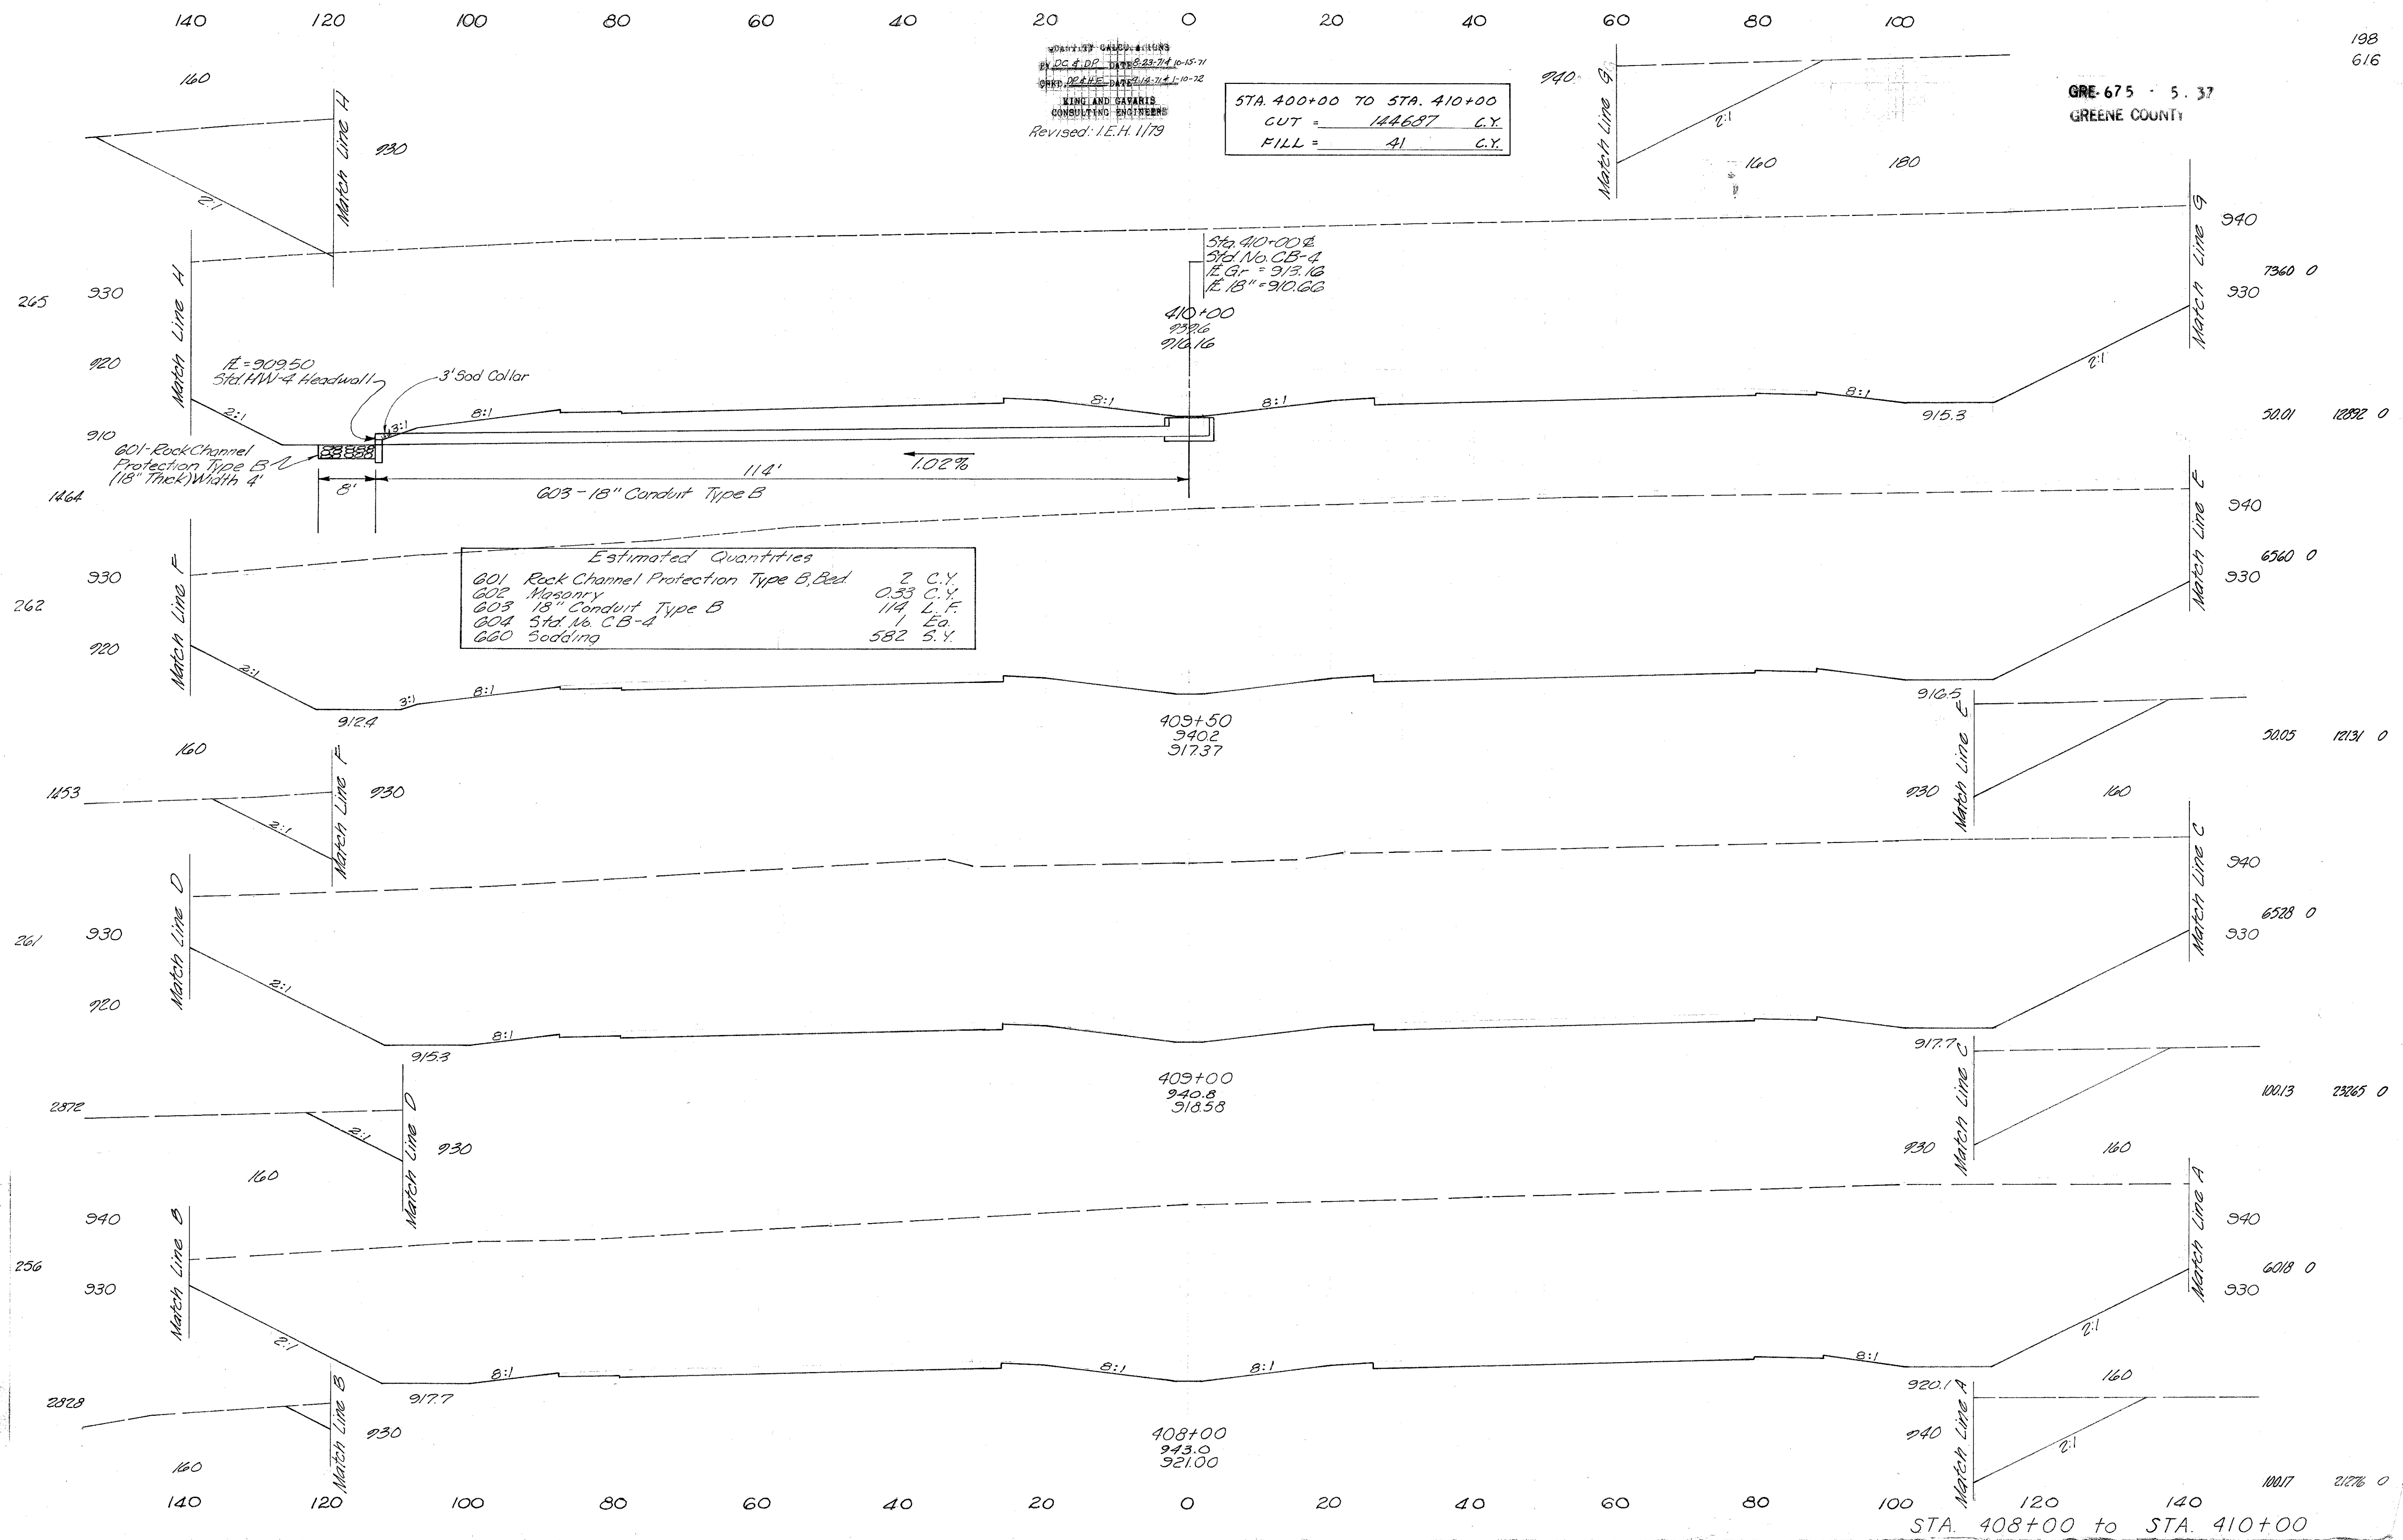 140 120 100 80 60 40 20 0 20 40 60 80 100
198
616
GRE-675 - 5.37
GREENE COUNTY
QUANTITY CALCULATIONS
BY DC & DP DATE 8-23-71 & 10-15-71
CHKD. DP & HF DATE 9-14-71 & 1-10-72
KING AND GAVARIS
CONSULTING ENGINEERS
Revised: I.E.H. 1/79
STA. 400+00 TO STA. 410+00
CUT = 144687 C.Y.
FILL = 41 C.Y.
160
Match Line H
930
2:1
940
Match Line G
2:1
160 180
Match Line G
940
930
7360 0
265
930
920
910
Match Line H
Sta. 410+00 ℄
Std. No. CB-4
℄ Gr = 913.16
℄ 18" = 910.66
410+00
939.6
916.16
℄ = 909.50
Std. HW-4 Headwall
3' Sod Collar
2:1
3:1
8:1
8:1
8:1
8:1
2:1
915.3
50.01 12892 0
601-Rock Channel
Protection Type B
(18" Thick) Width 4'
8'
114'
1.02%
603-18" Conduit Type B
1464
Match Line E
940
930
6560 0
Estimated Quantities
601 Rock Channel Protection Type B, Bed 2 C.Y.
602 Masonry 0.33 C.Y.
603 18" Conduit Type B 114 L.F.
604 Std. No. CB-4 1 Ea.
660 Sodding 582 S.Y.
262
930
920
Match Line F
2:1
3:1
8:1
912.4
409+50
940.2
917.37
916.5
50.05 12131 0
160
Match Line F
930
2:1
1453
Match Line E
930
160
Match Line C
940
930
6528 0
261
930
920
Match Line D
2:1
8:1
915.3
409+00
940.8
918.58
917.7
100.13 23265 0
2872
2:1
Match Line D
930
160
Match Line C
930
160
Match Line A
940
930
6018 0
256
940
930
Match Line B
2:1
8:1
8:1
8:1
8:1
2:1
917.7
408+00
943.0
921.00
920.1
160
2828
Match Line B
930
160
Match Line A
940
2:1
100.17 21276 0
140 120 100 80 60 40 20 0 20 40 60 80 100 120 140
STA. 408+00 to STA. 410+00